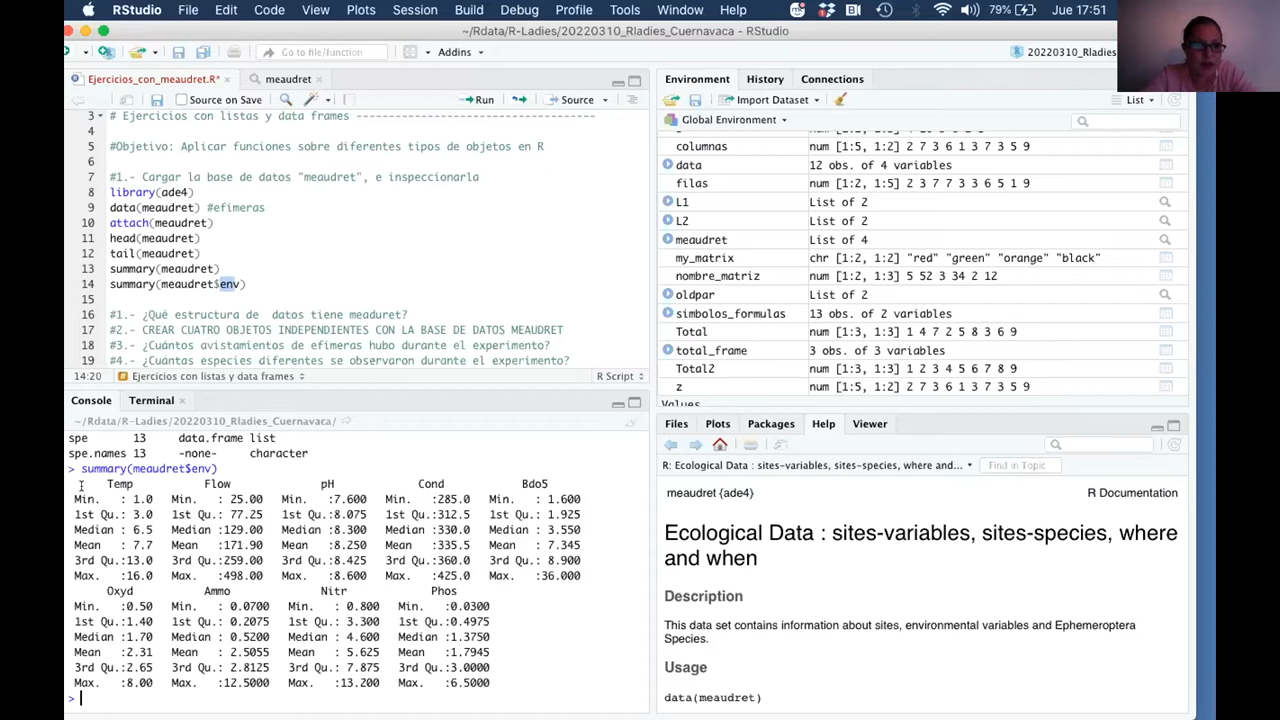 RStudio File Edit Code View Plots Session Build Debug Profile Tools Window Help 79% Jue 17:51
~/Rdata/R-Ladies/20220310_Rladies_Cuernavaca - RStudio
Go to file/function Addins 20220310_Rladies
Ejercicios_con_meaudret.R* meaudret
Source on Save Run Source
3 # Ejercicios con listas y data frames -----------------------------------
4
5 #Objetivo: Aplicar funciones sobre diferentes tipos de objetos en R
6
7 #1.- Cargar la base de datos "meaudret", e inspeccionarla
8 library(ade4)
9 data(meaudret) #efimeras
10 attach(meaudret)
11 head(meaudret)
12 tail(meaudret)
13 summary(meaudret)
14 summary(meaudret$env)
15
16 #1.- ¿Qué estructura de  datos tiene meaduret?
17 #2.- CREAR CUATRO OBJETOS INDEPENDIENTES CON LA BASE DE DATOS MEAUDRET
18 #3.- ¿Cuántos avistamientos de efímeras hubo durante el experimento?
19 #4.- ¿Cuántas especies diferentes se observaron durante el experimento?
14:20 Ejercicios con listas y data frames R Script
Console Terminal
~/Rdata/R-Ladies/20220310_Rladies_Cuernavaca/
spe 13 data.frame list
spe.names 13 -none- character
> summary(meaudret$env)
Temp Flow pH Cond Bdo5
Min. : 1.0 Min. : 25.00 Min. :7.600 Min. :285.0 Min. : 1.600
1st Qu.: 3.0 1st Qu.: 77.25 1st Qu.:8.075 1st Qu.:312.5 1st Qu.: 1.925
Median : 6.5 Median :129.00 Median :8.300 Median :330.0 Median : 3.550
Mean : 7.7 Mean :171.90 Mean :8.250 Mean :335.5 Mean : 7.345
3rd Qu.:13.0 3rd Qu.:259.00 3rd Qu.:8.425 3rd Qu.:360.0 3rd Qu.: 8.900
Max. :16.0 Max. :498.00 Max. :8.600 Max. :425.0 Max. :36.000
Oxyd Ammo Nitr Phos
Min. :0.50 Min. : 0.0700 Min. : 0.800 Min. :0.0300
1st Qu.:1.40 1st Qu.: 0.2075 1st Qu.: 3.300 1st Qu.:0.4975
Median :1.70 Median : 0.5200 Median : 4.600 Median :1.3750
Mean :2.31 Mean : 2.5055 Mean : 5.625 Mean :1.7945
3rd Qu.:2.65 3rd Qu.: 2.8125 3rd Qu.: 7.875 3rd Qu.:3.0000
Max. :8.00 Max. :12.5000 Max. :13.200 Max. :6.5000
>
Environment History Connections
Import Dataset List
Global Environment
columnas num [1:5, 1:2] 2 7 3 6 1 3 7 3 5 9
data 12 obs. of 4 variables
filas num [1:2, 1:5] 2 3 7 7 3 3 6 5 1 9
L1 List of 2
L2 List of 2
meaudret List of 4
my_matrix chr [1:2, 1:2] "red" "green" "orange" "black"
nombre_matriz num [1:2, 1:3] 5 52 3 34 2 12
oldpar List of 2
simbolos_formulas 13 obs. of 2 variables
Total num [1:3, 1:3] 1 4 7 2 5 8 3 6 9
total_frame 3 obs. of 3 variables
Total2 num [1:3, 1:3] 1 2 3 4 5 6 7 8 9
z num [1:5, 1:2] 2 7 3 6 1 3 7 3 5 9
Values
Files Plots Packages Help Viewer
R: Ecological Data : sites-variables, sites-species, where and... Find in Topic
meaudret {ade4} R Documentation
Ecological Data : sites-variables, sites-species, where
and when
Description
This data set contains information about sites, environmental variables and Ephemeroptera
Species.
Usage
data(meaudret)